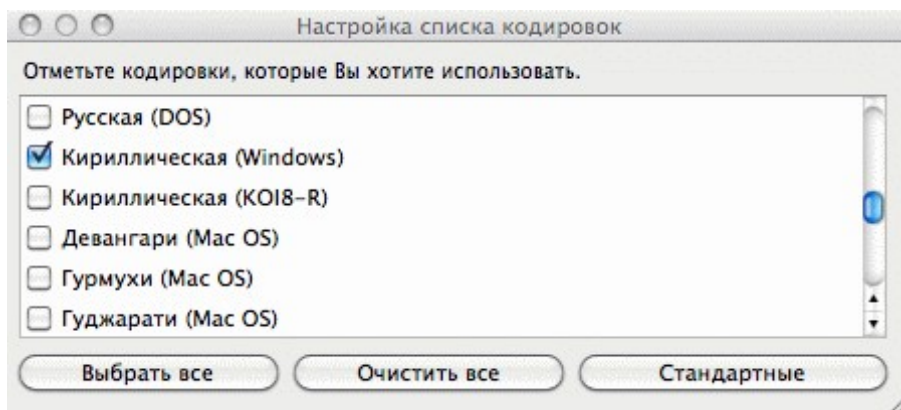 Настройка списка кодировок
Отметьте кодировки, которые Вы хотите использовать.
Русская (DOS)
Кириллическая (Windows)
Кириллическая (KOI8-R)
Девангари (Mac OS)
Гурмухи (Mac OS)
Гуджарати (Mac OS)
Выбрать все Очистить все Стандартные